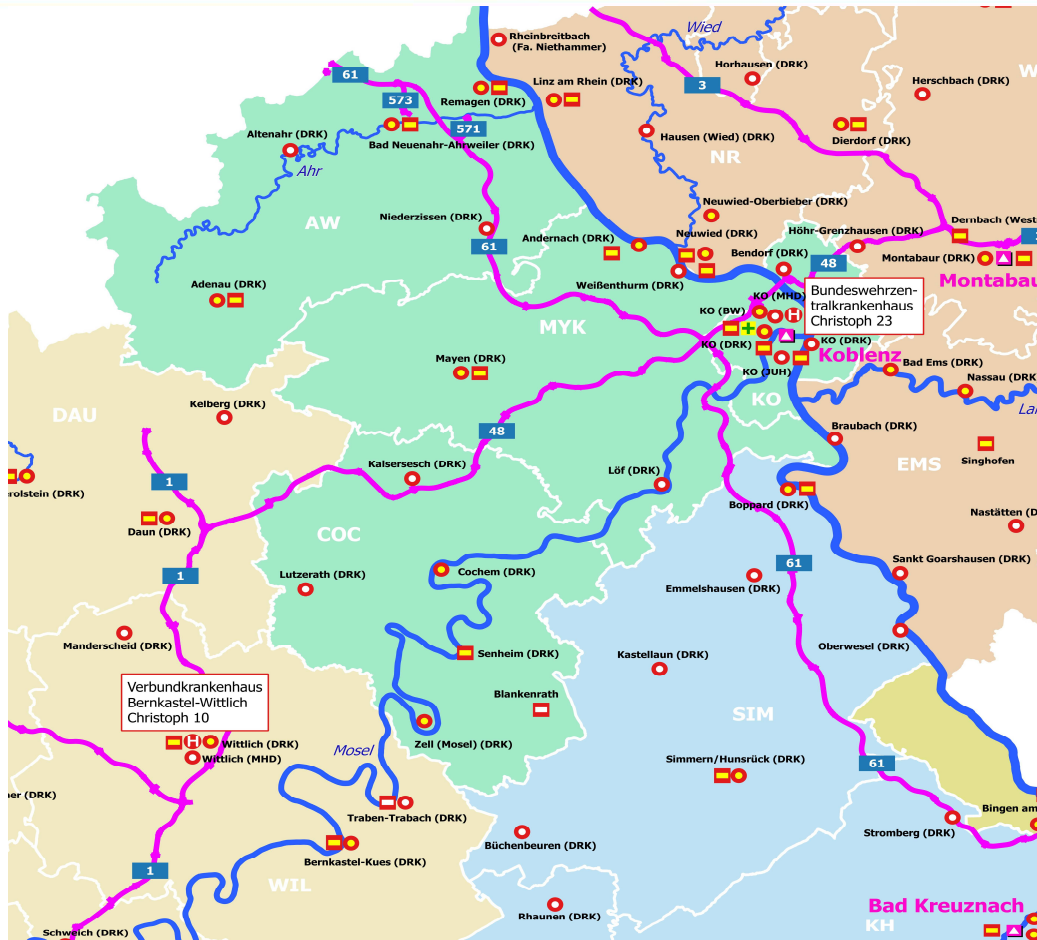 Wied
Rheinbreitbach
(Fa. Niethammer)
61
Linz am Rhein (DRK)
Horhausen (DRK)
3
Herschbach (DRK)
W
573
Remagen (DRK)
571
Altenahr (DRK)
Bad Neuenahr-Ahrweiler (DRK)
Hausen (Wied) (DRK)
Dierdorf (DRK)
NR
Ahr
AW
Niederzissen (DRK)
Neuwied-Oberbieber (DRK)
Andernach (DRK)
Neuwied (DRK)
Höhr-Grenzhausen (DRK)
Dernbach (West
61
Bendorf (DRK)
48
Montabaur (DRK)
Montabau
Weißenthurm (DRK)
Adenau (DRK)
KO (MHD)
Bundeswehrzen-
tralkrankenhaus
Christoph 23
KO (BW)
MYK
KO (DRK)
KO (DRK)
Koblenz
Mayen (DRK)
KO (JUH)
Bad Ems (DRK)
Nassau (DRK
KO
Kelberg (DRK)
DAU
48
Braubach (DRK)
EMS
Singhofen
Kaisersesch (DRK)
Löf (DRK)
1
erolstein (DRK)
Boppard (DRK)
Nastätten (D
Daun (DRK)
COC
61
Sankt Goarshausen (DRK)
1
Lutzerath (DRK)
Cochem (DRK)
Emmelshausen (DRK)
Manderscheid (DRK)
Senheim (DRK)
Kastellaun (DRK)
Oberwesel (DRK)
Verbundkrankenhaus
Bernkastel-Wittlich
Christoph 10
Blankenrath
SIM
H
Wittlich (DRK)
Wittlich (MHD)
Mosel
Zell (Mosel) (DRK)
Simmern/Hunsrück (DRK)
61
er (DRK)
Traben-Trabach (DRK)
Bingen am
Stromberg (DRK)
Büchenbeuren (DRK)
Bernkastel-Kues (DRK)
1
WIL
Rhaunen (DRK)
Bad Kreuznach
KH
Schweich (DRK)